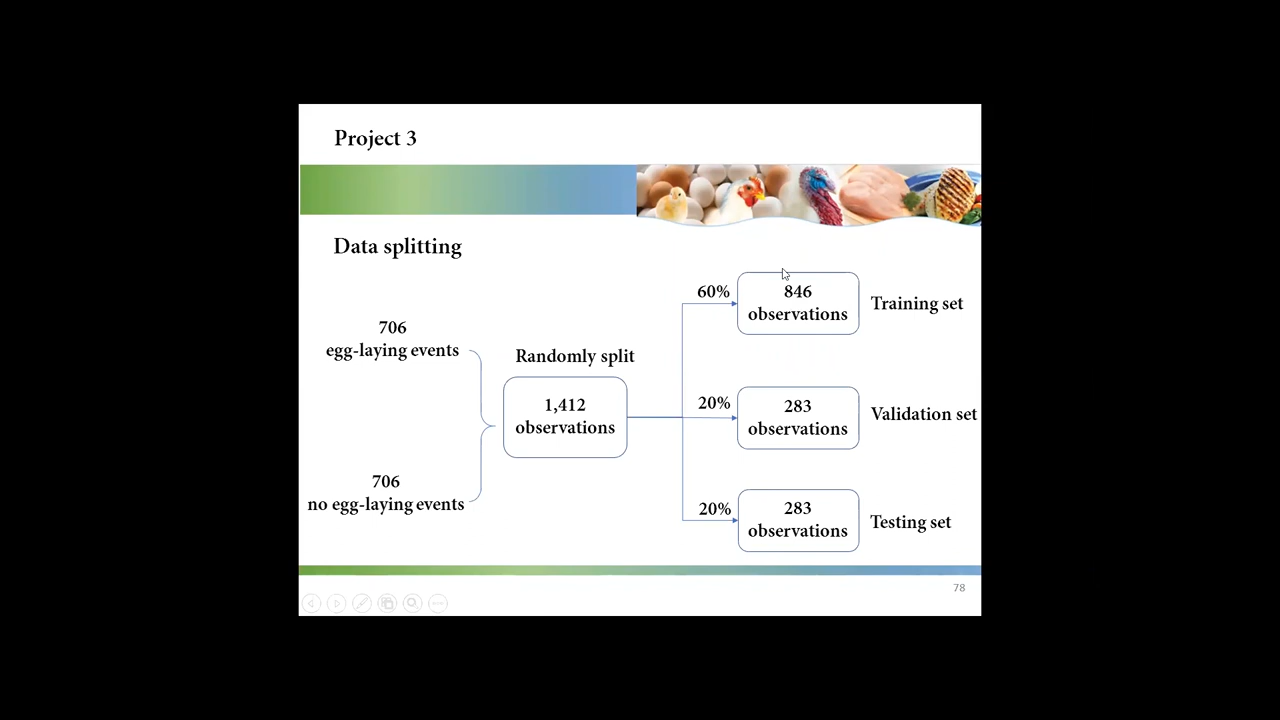 Project 3
Data splitting
706
egg-laying events
706
no egg-laying events
Randomly split
1,412
observations
60%
846
observations
Training set
20%
283
observations
Validation set
20%
283
observations
Testing set
78